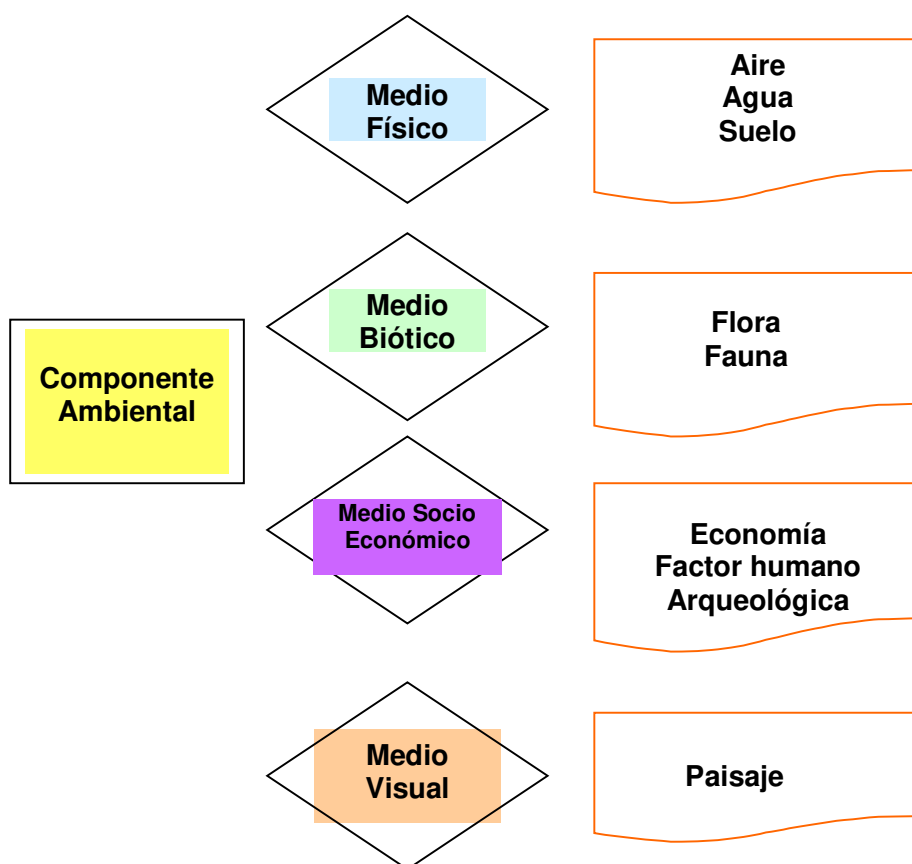 Componente
Ambiental
Medio
Físico
Aire
Agua
Suelo
Medio
Biótico
Flora
Fauna
Medio Socio
Económico
Economía
Factor humano
Arqueológica
Medio
Visual
Paisaje